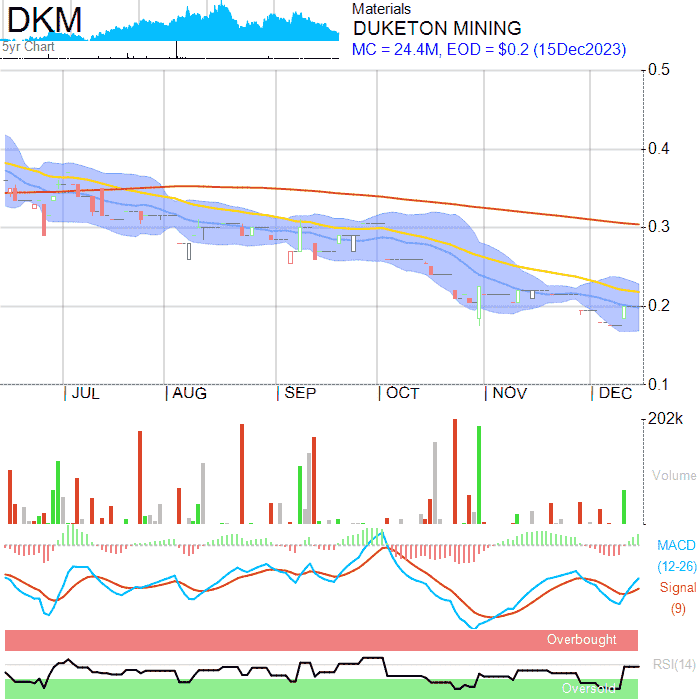 DKM
5yr Chart
Materials
DUKETON MINING
MC = 24.4M, EOD = $0.2 (15Dec2023)
0.5
0.4
0.3
0.2
0.1
JUL AUG SEP OCT NOV DEC
202k
Volume
MACD
(12-26)
Signal
(9)
Overbought
RSI(14)
Oversold